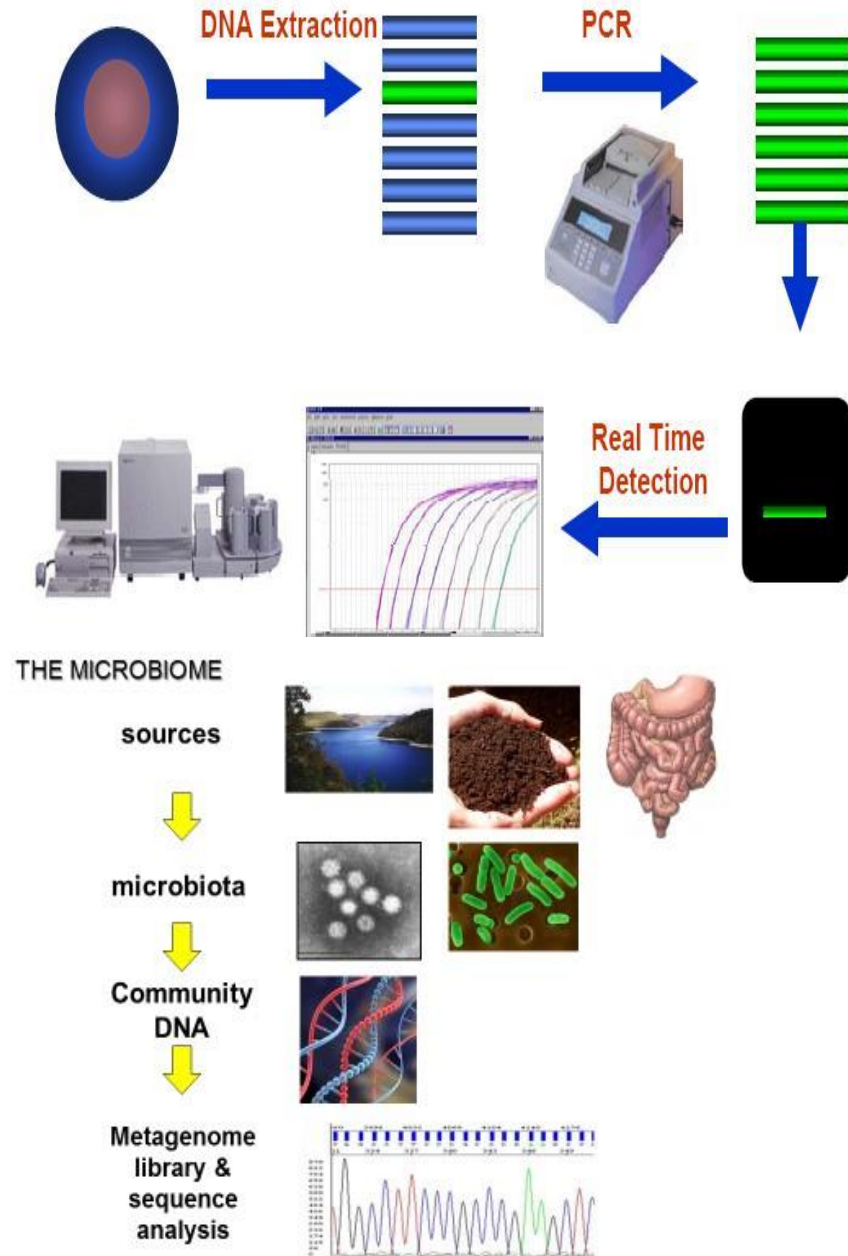 DNA Extraction
PCR
Real Time
Detection
THE MICROBIOME
sources
microbiota
Community
DNA
Metagenome
library &
sequence
analysis